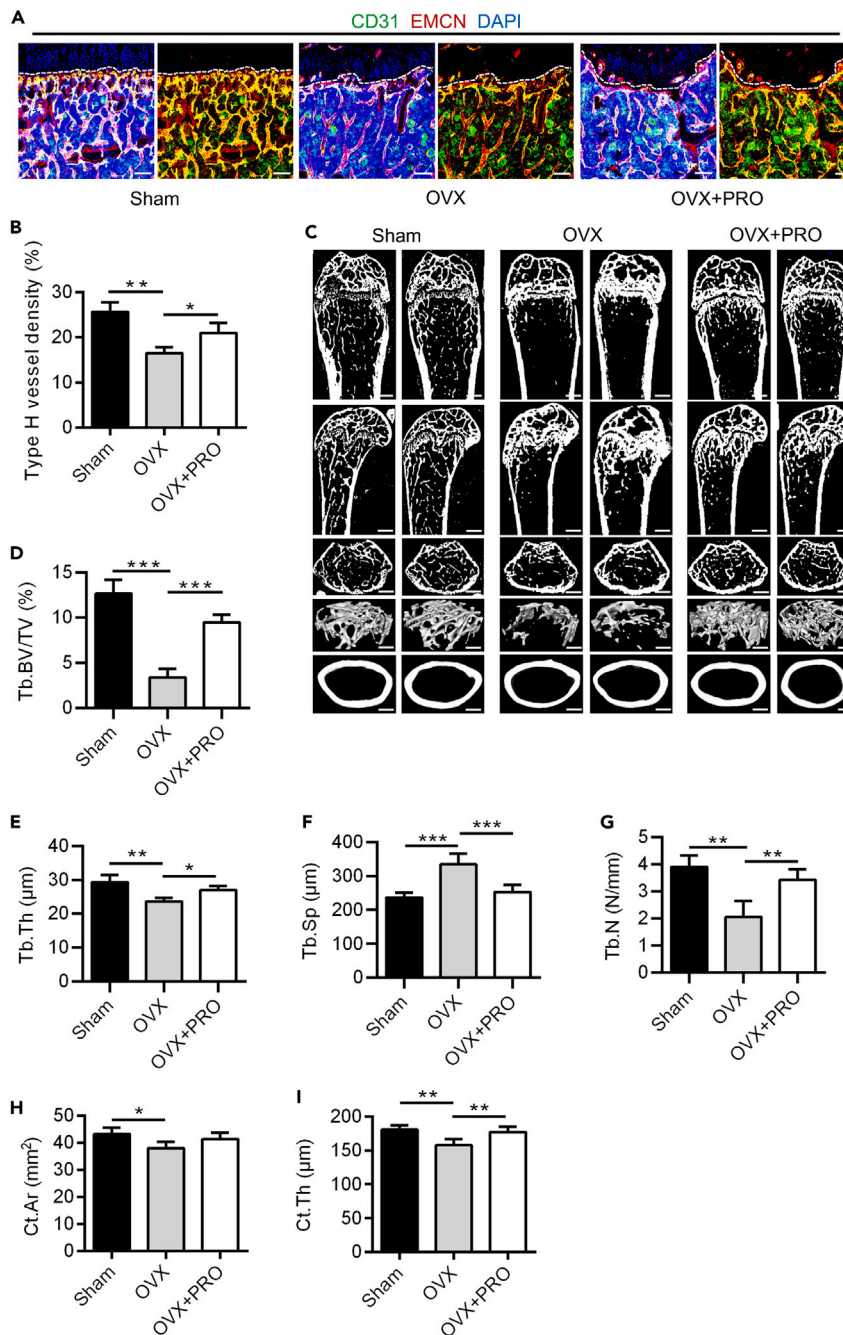 A
CD31 EMCN DAPI
Sham OVX OVX+PRO
B
Type H vessel density (%)
30
20
10
0
** *
Sham OVX OVX+PRO
C
Sham OVX OVX+PRO
D
Tb.BV/TV (%)
15
10
5
0
*** ***
Sham OVX OVX+PRO
E
Tb.Th (μm)
40
30
20
10
0
** *
Sham OVX OVX+PRO
F
Tb.Sp (μm)
400
300
200
100
0
*** ***
Sham OVX OVX+PRO
G
Tb.N (N/mm)
5
4
3
2
1
0
** **
Sham OVX OVX+PRO
H
Ct.Ar (mm²)
50
40
30
20
10
0
*
Sham OVX OVX+PRO
I
Ct.Th (μm)
200
150
100
50
0
** **
Sham OVX OVX+PRO